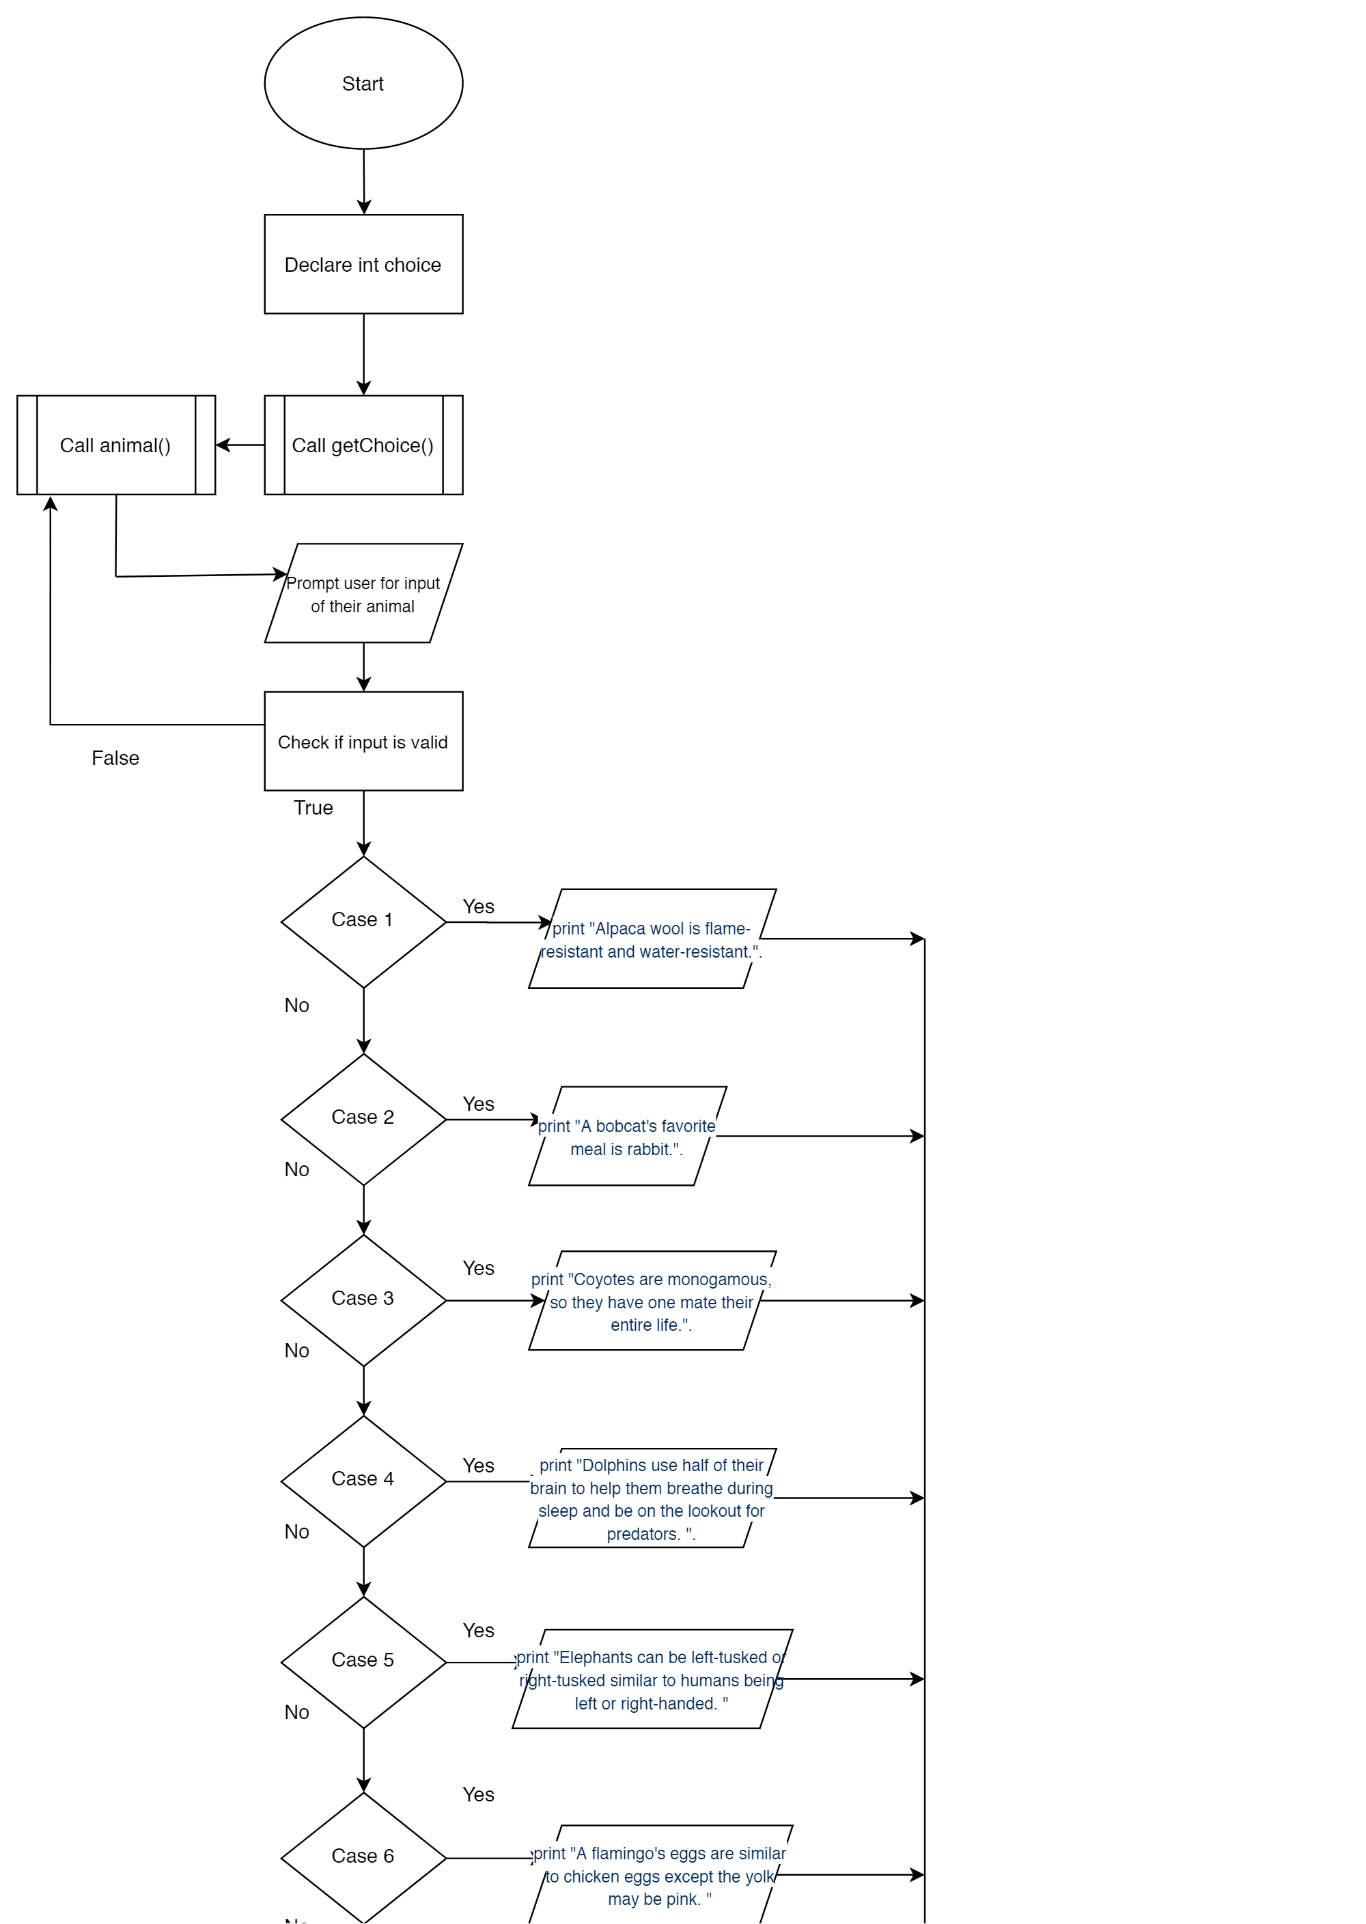 Start
Declare int choice
Call animal()
Call getChoice()
Prompt user for input
of their animal
Check if input is valid
False
True
Case 1
Yes
print "Alpaca wool is flame-
resistant and water-resistant.".
No
Case 2
Yes
print "A bobcat's favorite
meal is rabbit.".
No
Case 3
Yes
print "Coyotes are monogamous,
so they have one mate their
entire life.".
No
Case 4
Yes
print "Dolphins use half of their
brain to help them breathe during
sleep and be on the lookout for
predators. ".
No
Case 5
Yes
print "Elephants can be left-tusked or
right-tusked similar to humans being
left or right-handed. "
No
Case 6
Yes
print "A flamingo's eggs are similar
to chicken eggs except the yolk
may be pink. "